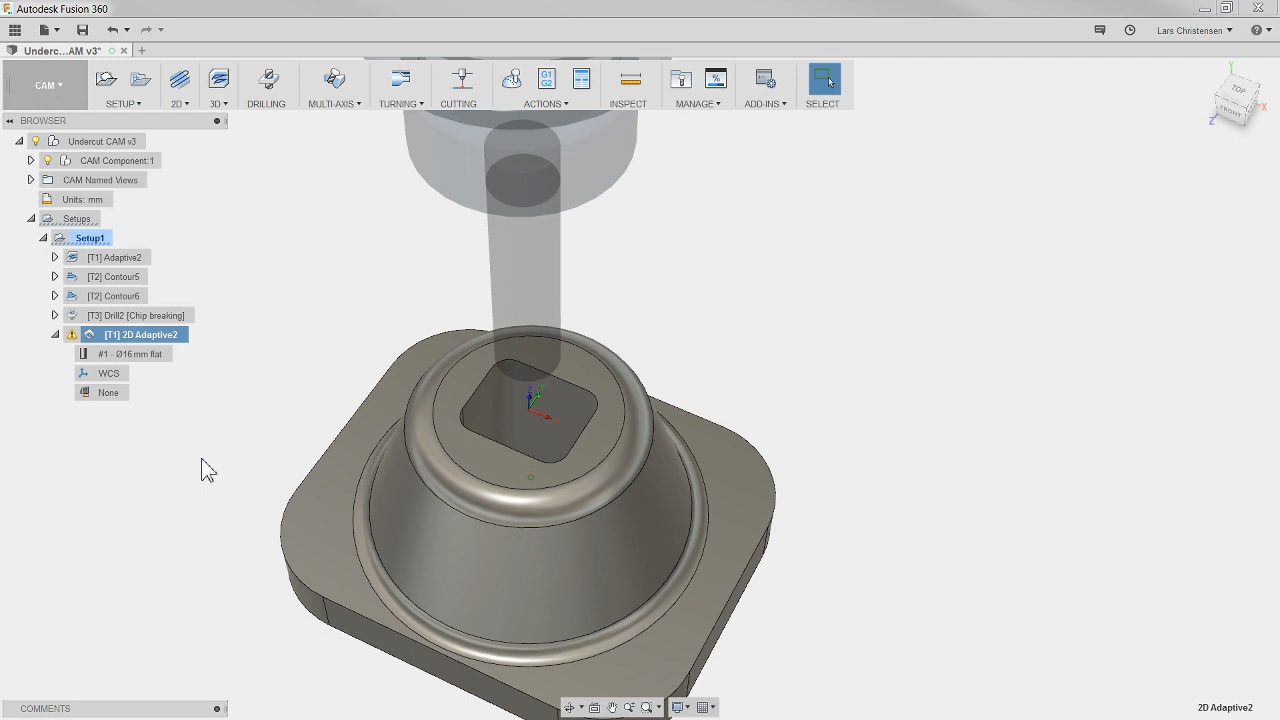 Autodesk Fusion 360
Lars Christensen
Underc...AM v3*
CAM
SETUP
2D
3D
DRILLING
MULTI-AXIS
TURNING
CUTTING
ACTIONS
INSPECT
MANAGE
ADD-INS
SELECT
G1
G2
BROWSER
Undercut CAM v3
CAM Component:1
CAM Named Views
Units: mm
Setups
Setup1
[T1] Adaptive2
[T2] Contour5
[T2] Contour6
[T3] Drill2 [Chip breaking]
[T1] 2D Adaptive2
#1 - Ø16 mm flat
WCS
None
TOP
FRONT
Y
X
Z
COMMENTS
2D Adaptive2